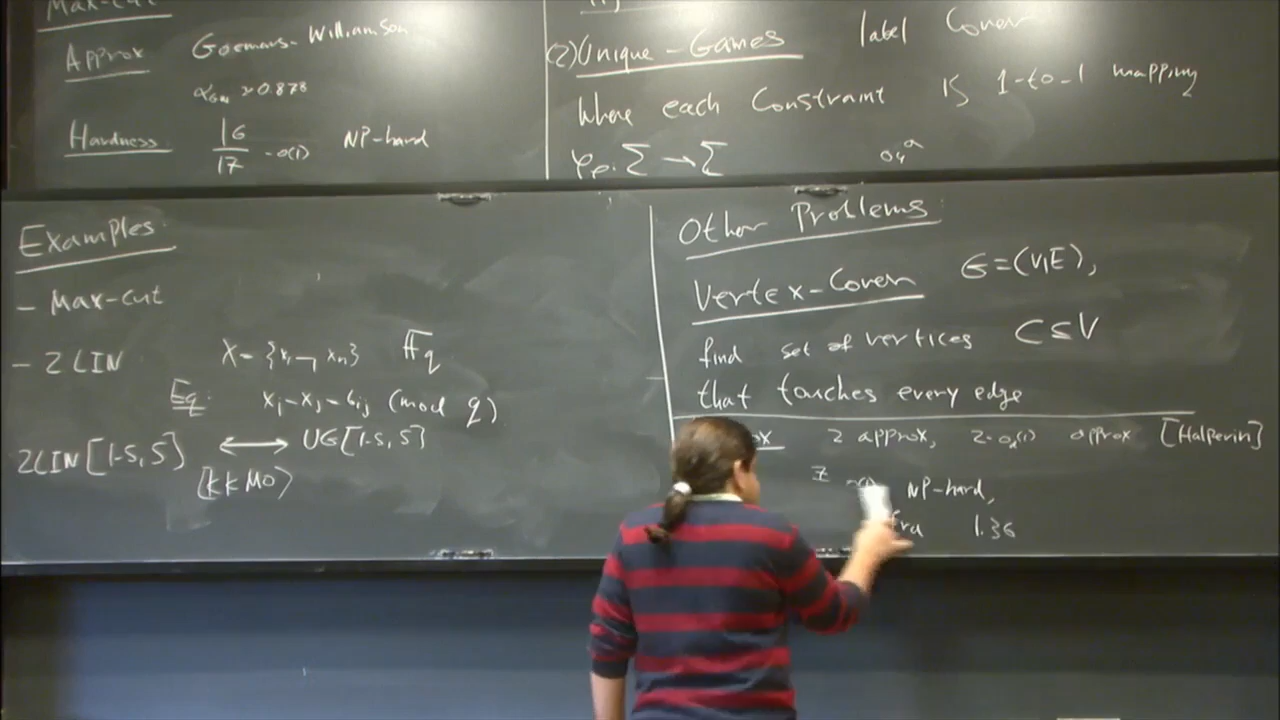 Max-cut
Approx Goemans-Williamson
α_GW ≈ 0.878
Hardness 16/17 - o(1) NP-hard
(2) Unique-Games label Cover
Where each Constraint is 1-to-1 mapping
φ_e: Σ → Σ
Examples:
- Max-cut
- 2LIN X = {x_1 - x_n} F_q
Eq: x_i - x_j = b_ij (mod q)
2LIN[1-S, S] ⟷ UG[1-S, S]
[KKMO]
Other Problems:
Vertex-Cover G=(V,E),
find set of vertices C ⊆ V
that touches every edge
2 approx, 2-o(1) approx [Halperin]
NP-hard,
1.36